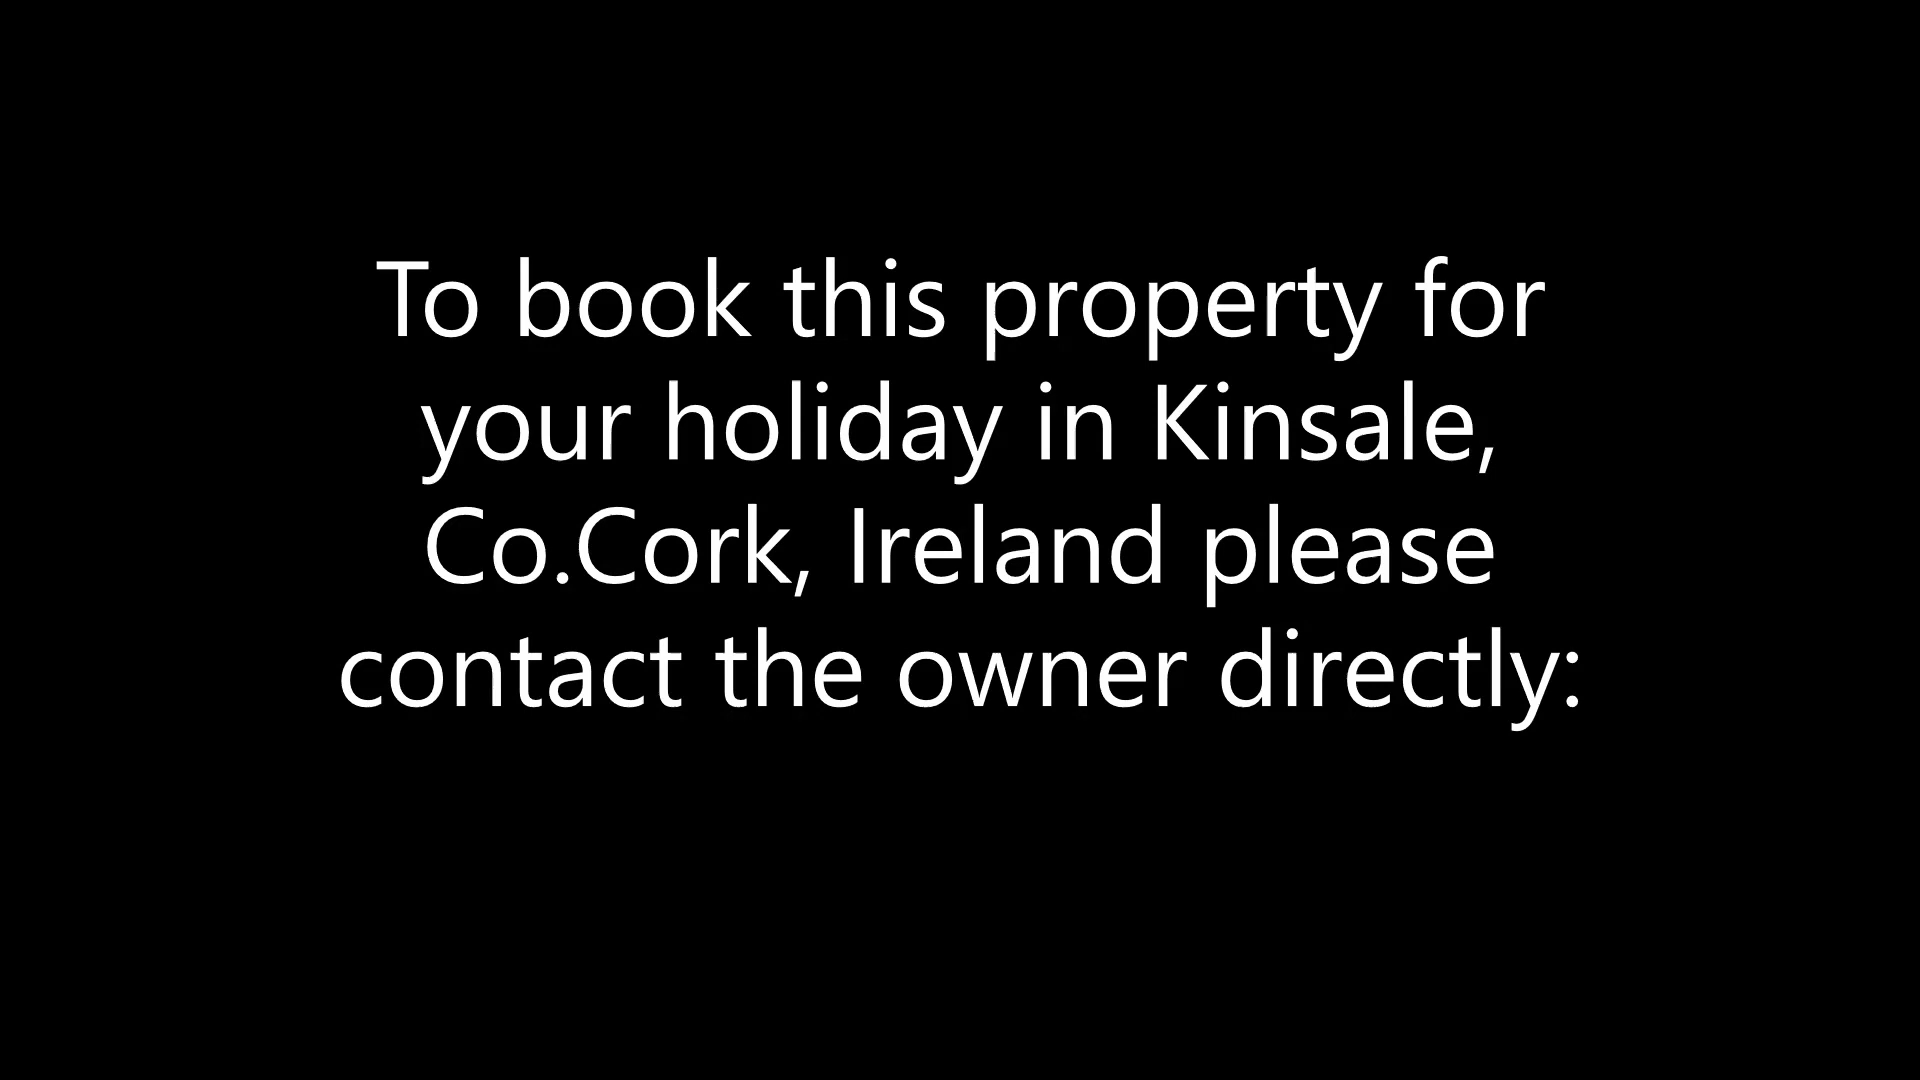 To book this property for
your holiday in Kinsale,
Co.Cork, Ireland please
contact the owner directly: